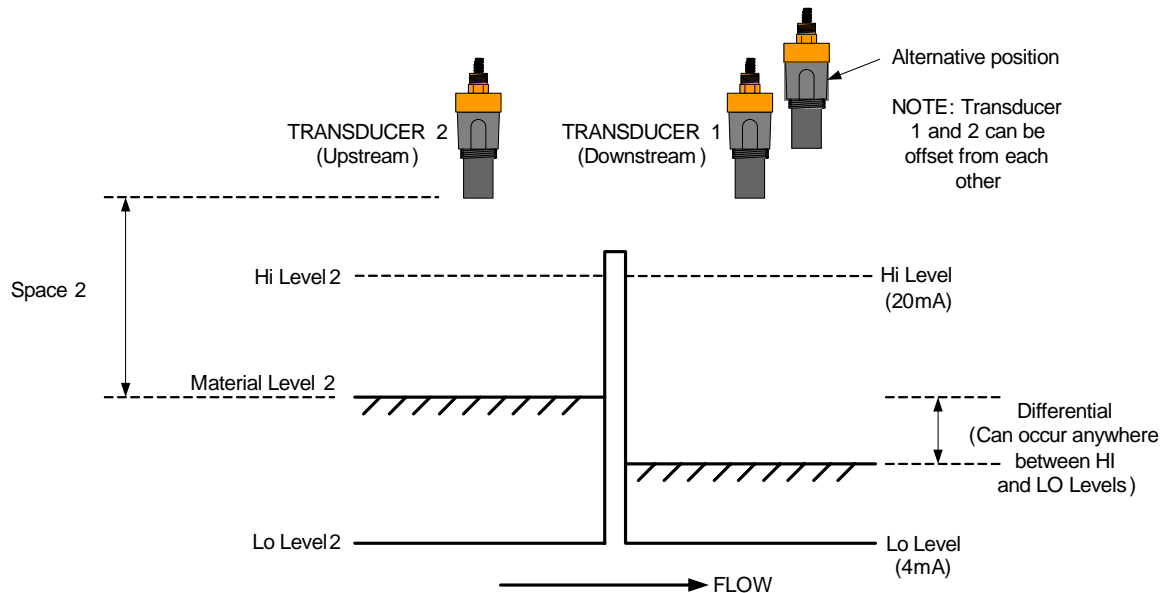 Alternative position
NOTE: Transducer
1 and 2 can be
offset from each
other
TRANSDUCER 2
(Upstream)
TRANSDUCER 1
(Downstream)
Space 2
Hi Level 2
Hi Level
(20mA)
Material Level 2
Differential
(Can occur anywhere
between HI
and LO Levels)
Lo Level 2
Lo Level
(4mA)
FLOW